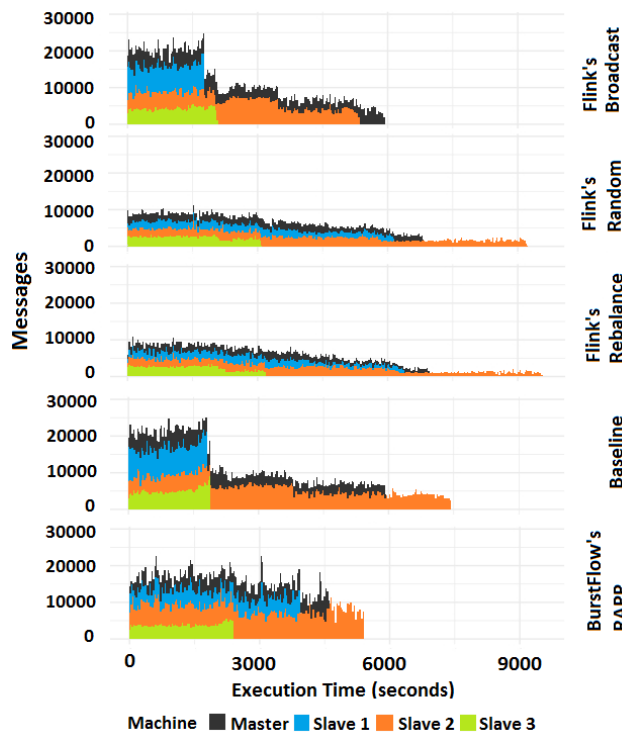 30000
20000
10000
0
Flink's
Broadcast
30000
20000
10000
0
Flink's
Random
30000
20000
10000
0
Flink's
Rebalance
30000
20000
10000
0
Baseline
30000
20000
10000
0
BurstFlow's
Messages
0 3000 6000 9000
Execution Time (seconds)
Machine Master Slave 1 Slave 2 Slave 3